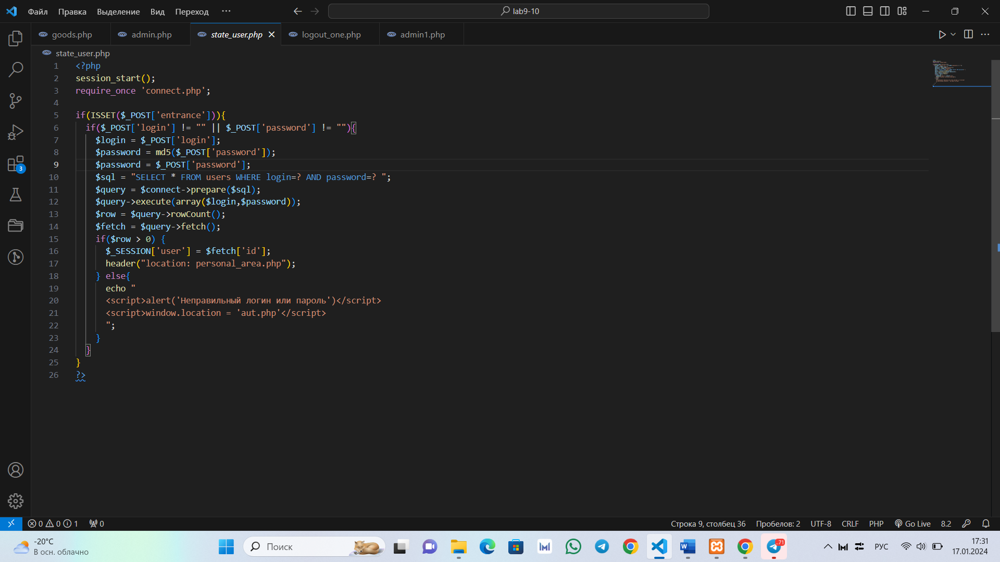 Файл Правка Выделение Вид Переход ··· lab9-10
goods.php admin.php state_user.php logout_one.php admin1.php
state_user.php
1 <?php
2 session_start();
3 require_once 'connect.php';
4
5 if(ISSET($_POST['entrance'])){
6 if($_POST['login'] != "" || $_POST['password'] != ""){
7 $login = $_POST['login'];
8 $password = md5($_POST['password']);
9 $password = $_POST['password'];
10 $sql = "SELECT * FROM users WHERE login=? AND password=? ";
11 $query = $connect->prepare($sql);
12 $query->execute(array($login,$password));
13 $row = $query->rowCount();
14 $fetch = $query->fetch();
15 if($row > 0) {
16 $_SESSION['user'] = $fetch['id'];
17 header("location: personal_area.php");
18 } else{
19 echo "
20 <script>alert('Неправильный логин или пароль')</script>
21 <script>window.location = 'aut.php'</script>
22 ";
23 }
24 }
25 }
26 ?>
3
0 0 1 0 Строка 9, столбец 36 Пробелов: 2 UTF-8 CRLF PHP Go Live 8.2
-20°C
В осн. облачно
Поиск
..71
РУС
17:31
17.01.2024